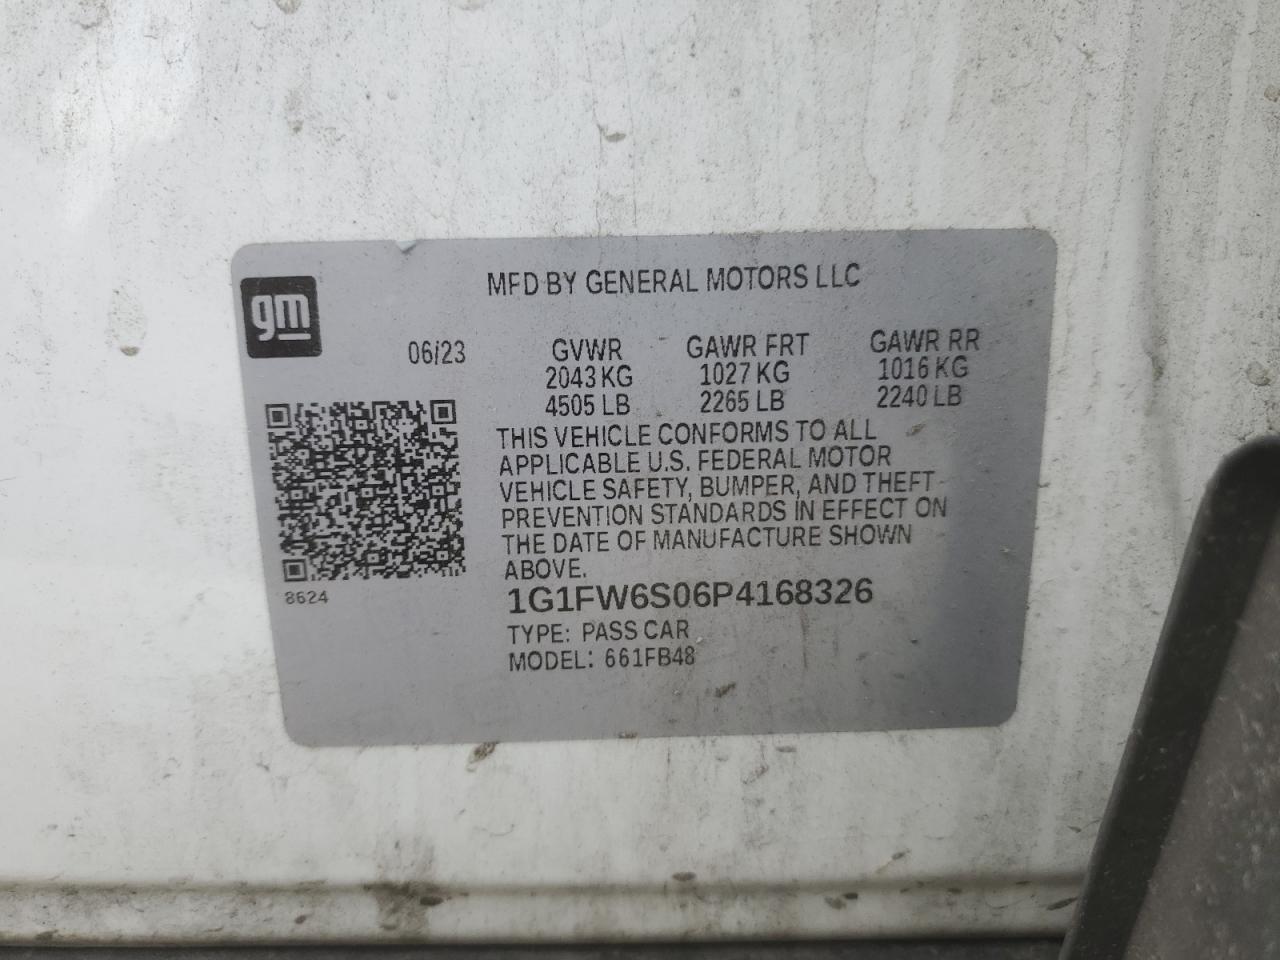 MFD BY GENERAL MOTORS LLC
gm
06/23 GVWR GAWR FRT GAWR RR
2043 KG 1027 KG 1016 KG
4505 LB 2265 LB 2240 LB
THIS VEHICLE CONFORMS TO ALL
APPLICABLE U.S. FEDERAL MOTOR
VEHICLE SAFETY, BUMPER, AND THEFT
PREVENTION STANDARDS IN EFFECT ON
THE DATE OF MANUFACTURE SHOWN
ABOVE.
8624
1G1FW6S06P4168326
TYPE: PASS CAR
MODEL: 661FB48